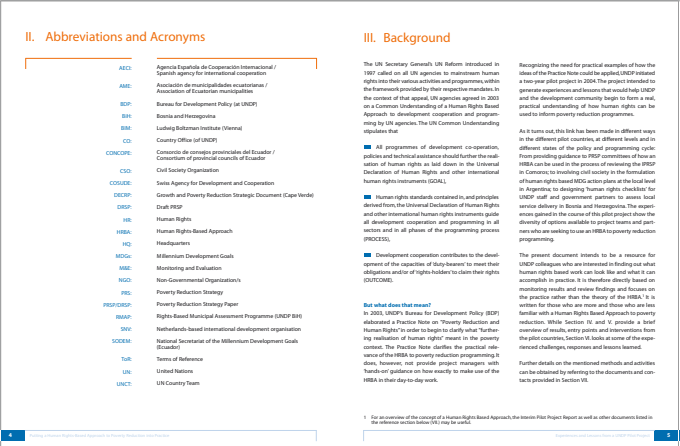 II. Abbreviations and Acronyms
AECI: Agencia Española de Cooperación Internacional /
Spanish agency for international cooperation
AME: Asociación de municipalidades ecuatorianas /
Association of Ecuatorian municipalities
BDP: Bureau for Development Policy (at UNDP)
BIH: Bosnia and Herzegovina
BIM: Ludwig Boltzmann Institute (Vienna)
CO: Country Office (of UNDP)
CONCOPE: Consorcio de consejos provinciales del Ecuador /
Consortium of provincial councils of Ecuador
CSO: Civil Society Organization
COSUDE: Swiss Agency for Development and Cooperation
DECRP: Growth and Poverty Reduction Strategic Document (Cape Verde)
DRSP: Draft PRSP
HR: Human Rights
HRBA: Human Rights-Based Approach
HQ: Headquarters
MDGs: Millennium Development Goals
M&E: Monitoring and Evaluation
NGO: Non-Governmental Organization/s
PRS: Poverty Reduction Strategy
PRSP/DRSP: Poverty Reduction Strategy Paper
RMAP: Rights-Based Municipal Assessment Programme (UNDP BiH)
SNV: Netherlands-based international development organisation
SODEM: National Secretariat of the Millennium Development Goals
(Ecuador)
ToR: Terms of Reference
UN: United Nations
UNCT: UN Country Team
4
III. Background
The UN Secretary General's UN Reform introduced in
1997 called on all UN agencies to mainstream human
rights into their various activities and programmes, within
the framework provided by their respective mandates. In
the context of that appeal, UN agencies agreed in 2003
on a Common Understanding of a Human Rights Based
Approach to development cooperation and program-
ming by UN agencies. The UN Common Understanding
stipulates that
All programmes of development co-operation,
policies and technical assistance should further the reali-
sation of human rights as laid down in the Universal
Declaration of Human Rights and other international
human rights instruments (GOAL),
Human rights standards contained in, and principles
derived from, the Universal Declaration of Human Rights
and other international human rights instruments guide
all development cooperation and programming in all
sectors and in all phases of the programming process
(PROCESS),
Development cooperation contributes to the devel-
opment of the capacities of 'duty-bearers' to meet their
obligations and/or of 'rights-holders' to claim their rights
(OUTCOME).
But what does that mean?
In 2003, UNDP's Bureau for Development Policy (BDP)
elaborated a Practice Note on "Poverty Reduction and
Human Rights" in order to begin to clarify what "further-
ing realisation of human rights" meant in the poverty
context. The Practice Note clarifies the practical rele-
vance of the HRBA to poverty reduction programming. It
does, however, not provide project managers with
'hands-on' guidance on how exactly to make use of the
HRBA in their day-to-day work.
Recognizing the need for practical examples of how the
ideas of the Practice Note could be applied, UNDP initiated
a two-year pilot project in 2004. The project intended to
generate experiences and lessons that would help UNDP
and the development community begin to form a real,
practical understanding of how human rights can be
used to inform poverty reduction programmes.
As it turns out, this link has been made in different ways
in the different pilot countries, at different levels and in
different states of the policy and programming cycle:
From providing guidance to PRSP committees of how an
HRBA can be used in the process of reviewing the IPRSP
in Comoros; to involving civil society in the formulation
of human rights based MDG action plans at the local level
in Argentina; to designing 'human rights checklists' for
UNDP staff and government partners to assess local
service delivery in Bosnia and Herzegovina. The experi-
ences gained in the course of this pilot project show the
diversity of options available to project teams and part-
ners who are seeking to use an HRBA to poverty reduction
programming.
The present document intends to be a resource for
UNDP colleagues who are interested in finding out what
human rights based work can look like and what it can
accomplish in practice. It is therefore directly based on
monitoring results and review findings and focuses on
the practice rather than the theory of the HRBA.¹ It is
written for those who are more and those who are less
familiar with a Human Rights Based Approach to poverty
reduction. While Section IV. and V. provide a brief
overview of results, entry points and interventions from
the pilot countries, Section VI. looks at some of the expe-
rienced challenges, responses and lessons learned.
Further details on the mentioned methods and activities
can be obtained by referring to the documents and con-
tacts provided in Section VII.
1 For an overview of the concept of a Human Rights Based Approach, the Interim Pilot Project Report as well as other documents listed in
the reference section below (VII.) may be useful.
5